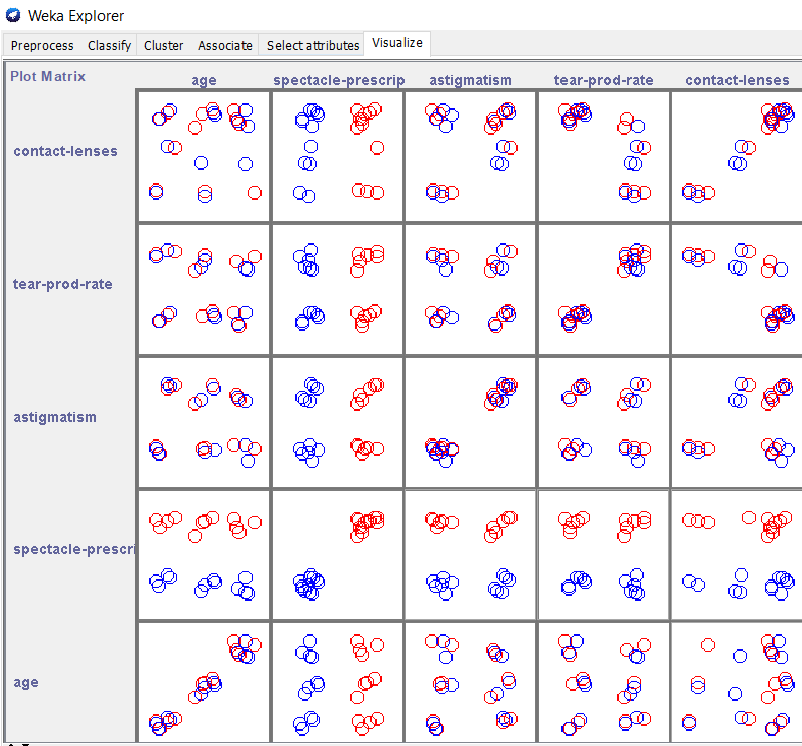 Weka Explorer
Preprocess Classify Cluster Associate Select attributes Visualize
Plot Matrix age spectacle-prescrip astigmatism tear-prod-rate contact-lenses
contact-lenses
tear-prod-rate
astigmatism
spectacle-prescri
age